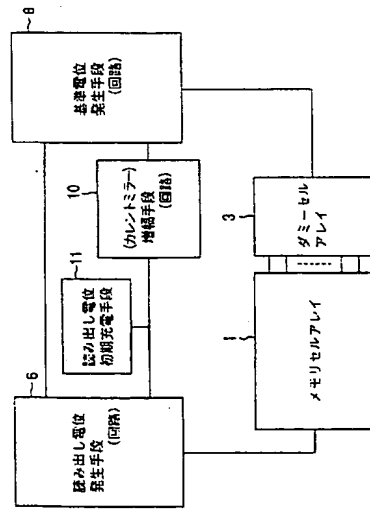 6
読み出し電位
発生手段
(回路)
11
読み出し電位
初期充電手段
10
(カレントミラー)
増幅手段
(回路)
8
基準電位
発生手段
(回路)
1
メモリセルアレイ
3
ダミーセル
アレイ